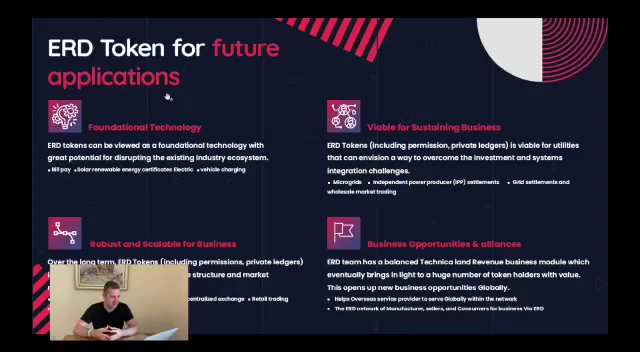 ERD Token for future
applications
Foundational Technology
ERD tokens can be viewed as a foundational technology with
great potential for disrupting the existing industry ecosystem.
• Bill pay • Solar renewable energy certificates Electric • vehicle charging
Viable for Sustaining Business
ERD Tokens (including permission, private ledgers) is viable for utilities
that can envision a way to overcome the investment and systems
integration challenges.
• Microgrids • Independent power producer (IPP) settlements • Grid settlements and
wholesale market trading
Robust and Scalable for Business
Over the long term, ERD Tokens (including permission, private ledgers)
e structure and market
centralized exchange • Retail trading
Business Opportunities & alliances
ERD team has a balanced Technica land Revenue business module which
eventually brings in light to a huge number of token holders with value.
This opens up new business opportunities Globally.
• Helps Overseas service provider to serve Globally within the network
• The ERD network of Manufacturer, sellers, and Consumers for business Via ERD